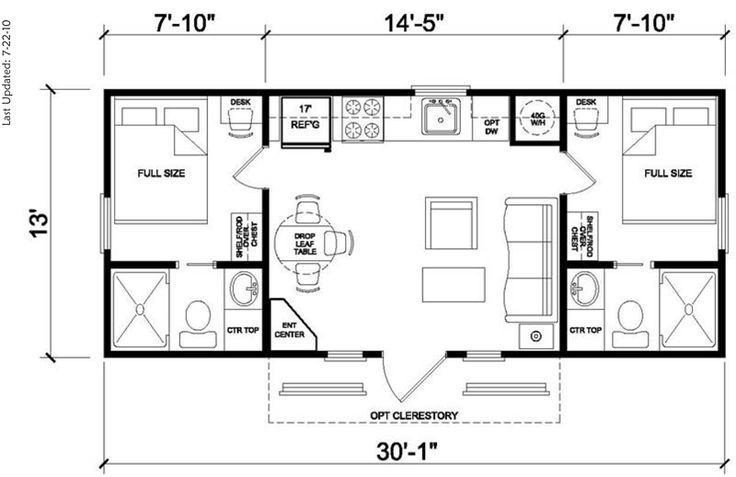 Last Updated: 7-22-10
7'-10"
14'-5"
7'-10"
13'
DESK
17"
REF'G
OPT
DW
40G
W/H
DESK
FULL SIZE
FULL SIZE
SHELF/ROD
OVER
CHEST
DROP
LEAF
TABLE
SHELF/ROD
OVER
CHEST
CTR TOP
ENT
CENTER
CTR TOP
OPT CLERESTORY
30'-1"